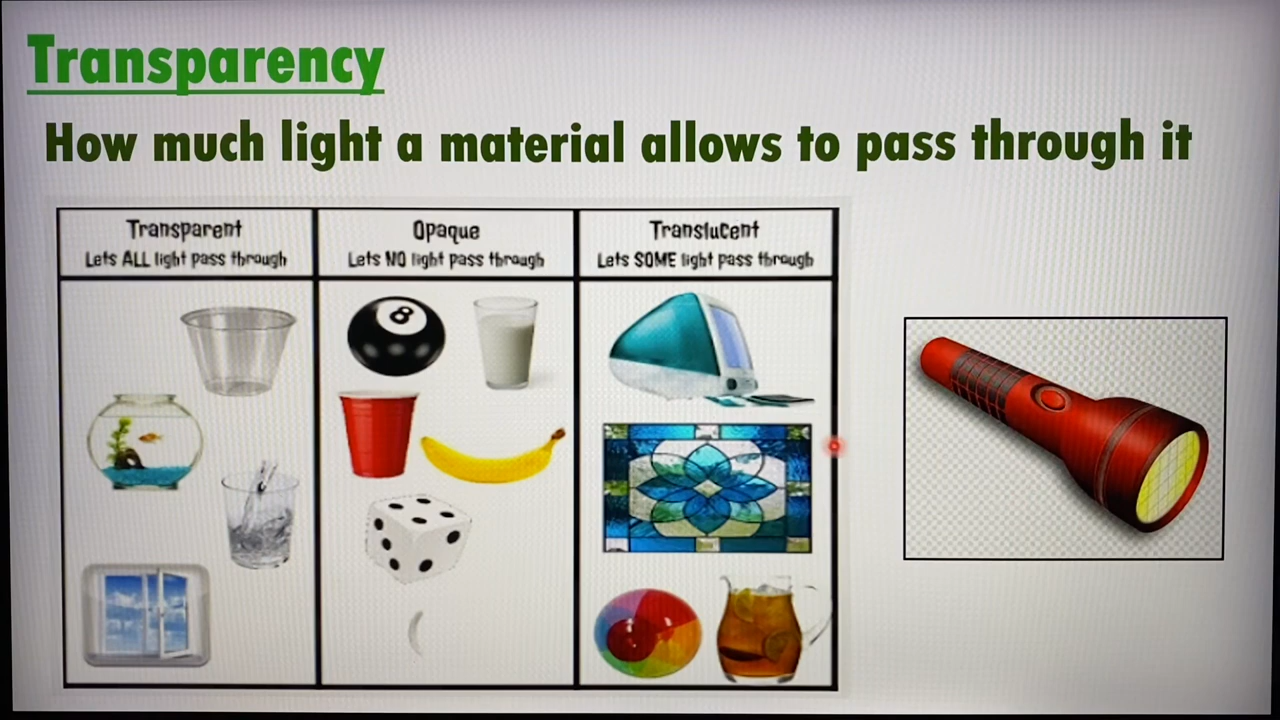 Transparency
How much light a material allows to pass through it
Transparent
Lets ALL light pass through
Opaque
Lets NO light pass through
Translucent
Lets SOME light pass through
8